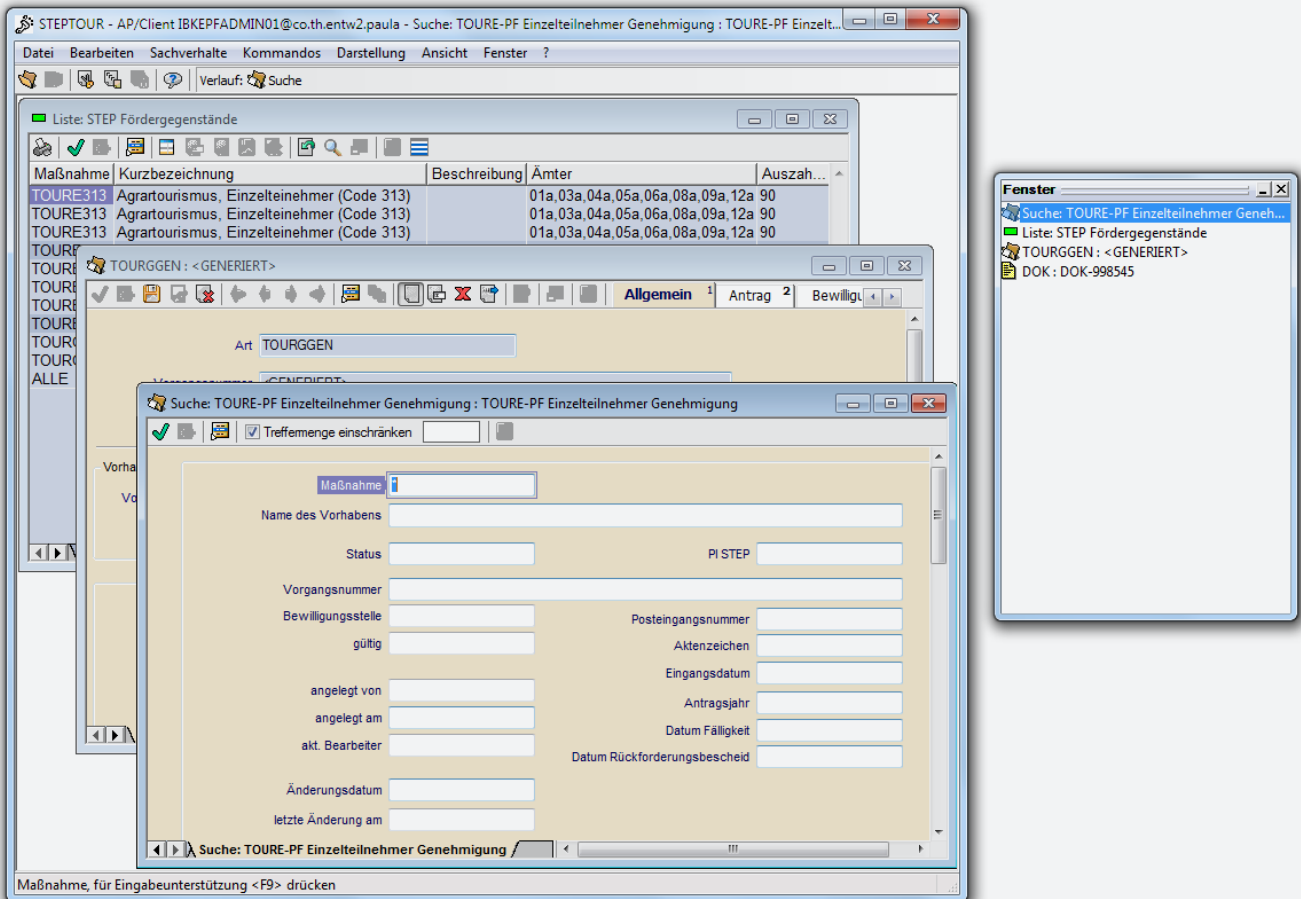 STEPTOUR - AP/Client IBKEPFADMIN01@co.th.entw2.paula - Suche: TOURE-PF Einzelteilnehmer Genehmigung : TOURE-PF Einzelt...
Datei Bearbeiten Sachverhalte Kommandos Darstellung Ansicht Fenster ?
Verlauf: Suche
Liste: STEP Fördergegenstände
Maßnahme Kurzbezeichnung Beschreibung Ämter Auszah...
TOURE313 Agrartourismus, Einzelteinehmer (Code 313) 01a,03a,04a,05a,06a,08a,09a,12a 90
TOURE313 Agrartourismus, Einzelteinehmer (Code 313) 01a,03a,04a,05a,06a,08a,09a,12a 90
TOURE313 Agrartourismus, Einzelteinehmer (Code 313) 01a,03a,04a,05a,06a,08a,09a,12a 90
ALLE
TOURGGEN : <GENERIERT>
Allgemein 1 Antrag 2
Art TOURGGEN
Suche: TOURE-PF Einzelteilnehmer Genehmigung : TOURE-PF Einzelteilnehmer Genehmigung
Treffermenge einschränken
Maßnahme *
Name des Vorhabens
Status PI STEP
Vorgangsnummer
Bewilligungsstelle Posteingangsnummer
gültig Aktenzeichen
Eingangsdatum
angelegt von Antragsjahr
angelegt am Datum Fälligkeit
akt. Bearbeiter Datum Rückforderungsbescheid
Änderungsdatum
letzte Änderung am
Suche: TOURE-PF Einzelteilnehmer Genehmigung
Maßnahme, für Eingabeunterstützung <F9> drücken
Fenster
Suche: TOURE-PF Einzelteilnehmer Geneh...
Liste: STEP Fördergegenstände
TOURGGEN : <GENERIERT>
DOK : DOK-998545